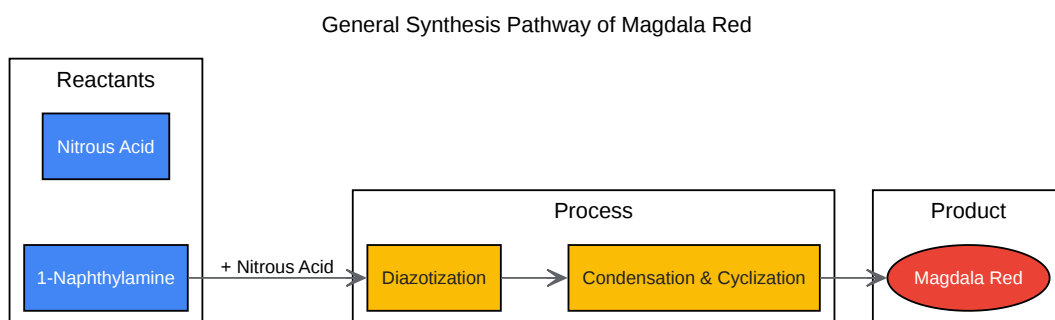 General Synthesis Pathway of Magdala Red
Reactants
Nitrous Acid
1-Naphthylamine
+ Nitrous Acid
Process
Diazotization
Condensation & Cyclization
Product
Magdala Red